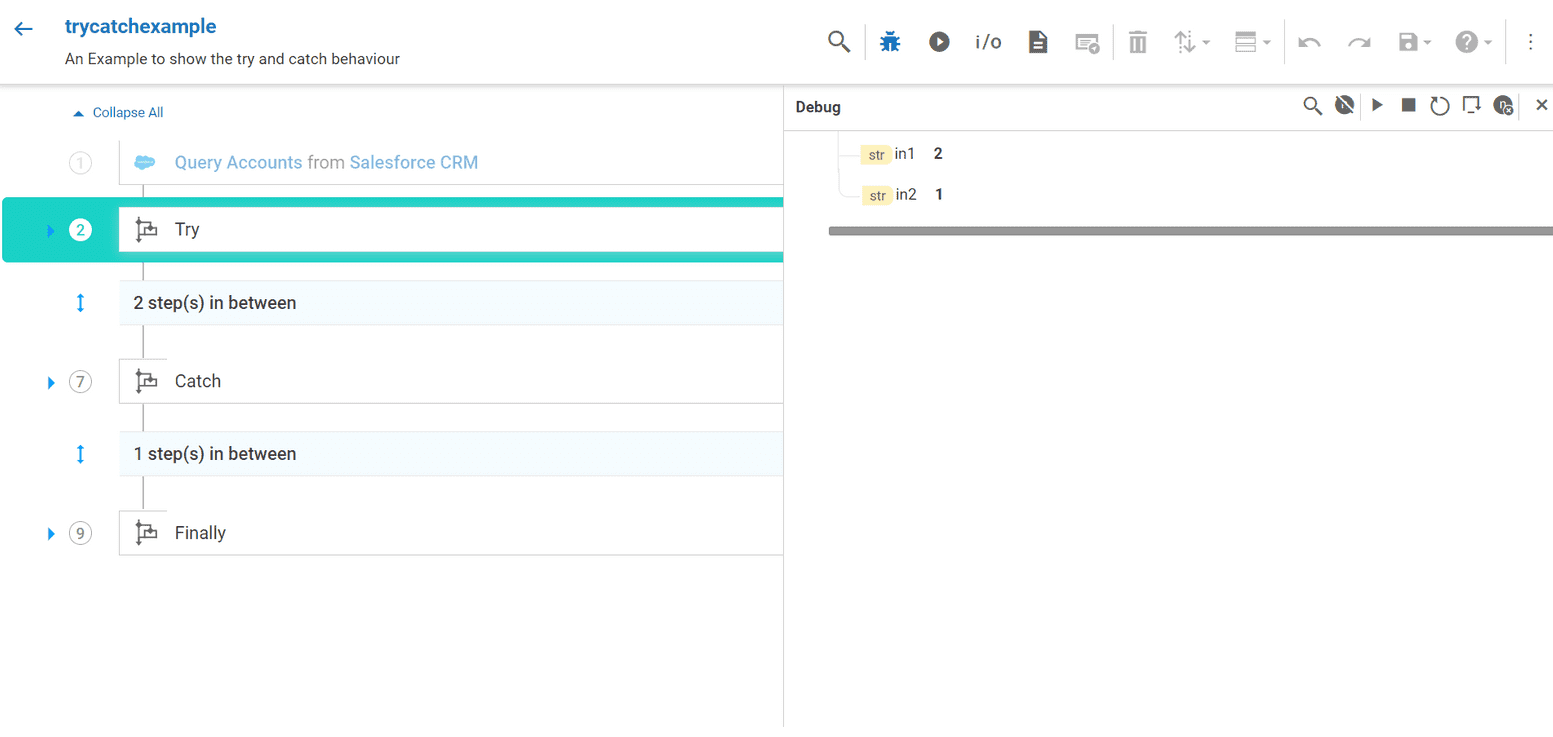 trycatchexample
An Example to show the try and catch behaviour
i/o
Collapse All
1
Query Accounts from Salesforce CRM
2
Try
2 step(s) in between
7
Catch
1 step(s) in between
9
Finally
Debug
str in1 2
str in2 1